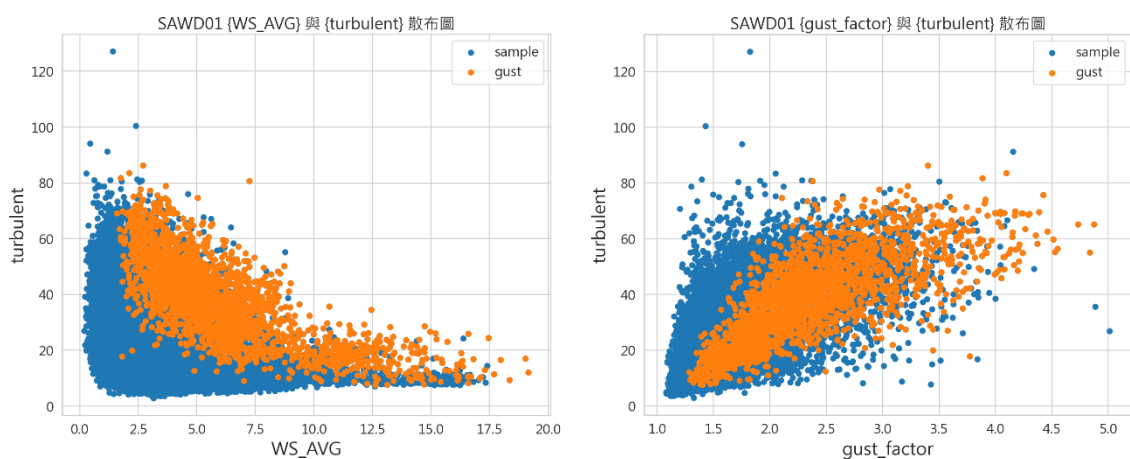 SAWD01 {WS_AVG} 與 {turbulent} 散布圖
sample
gust
120
100
80
60
40
20
0
turbulent
0.0 2.5 5.0 7.5 10.0 12.5 15.0 17.5 20.0
WS_AVG
SAWD01 {gust_factor} 與 {turbulent} 散布圖
sample
gust
120
100
80
60
40
20
0
turbulent
1.0 1.5 2.0 2.5 3.0 3.5 4.0 4.5 5.0
gust_factor